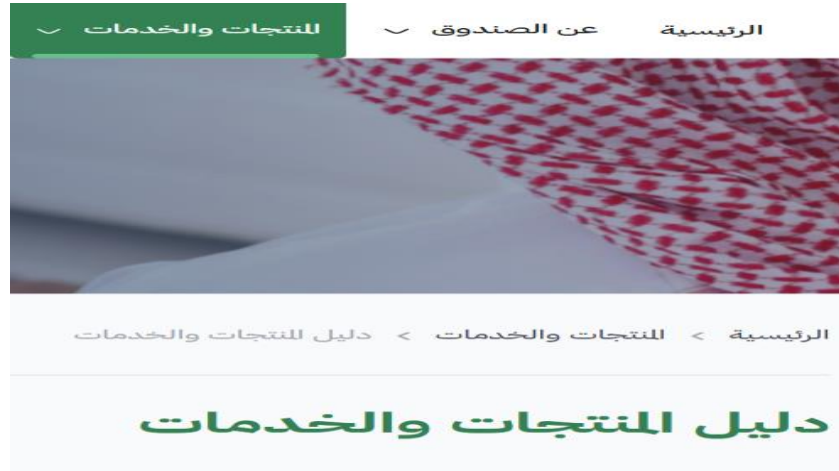 الرئيسية عن الصندوق المنتجات والخدمات
الرئيسية > المنتجات والخدمات > دليل المنتجات والخدمات
دليل المنتجات والخدمات